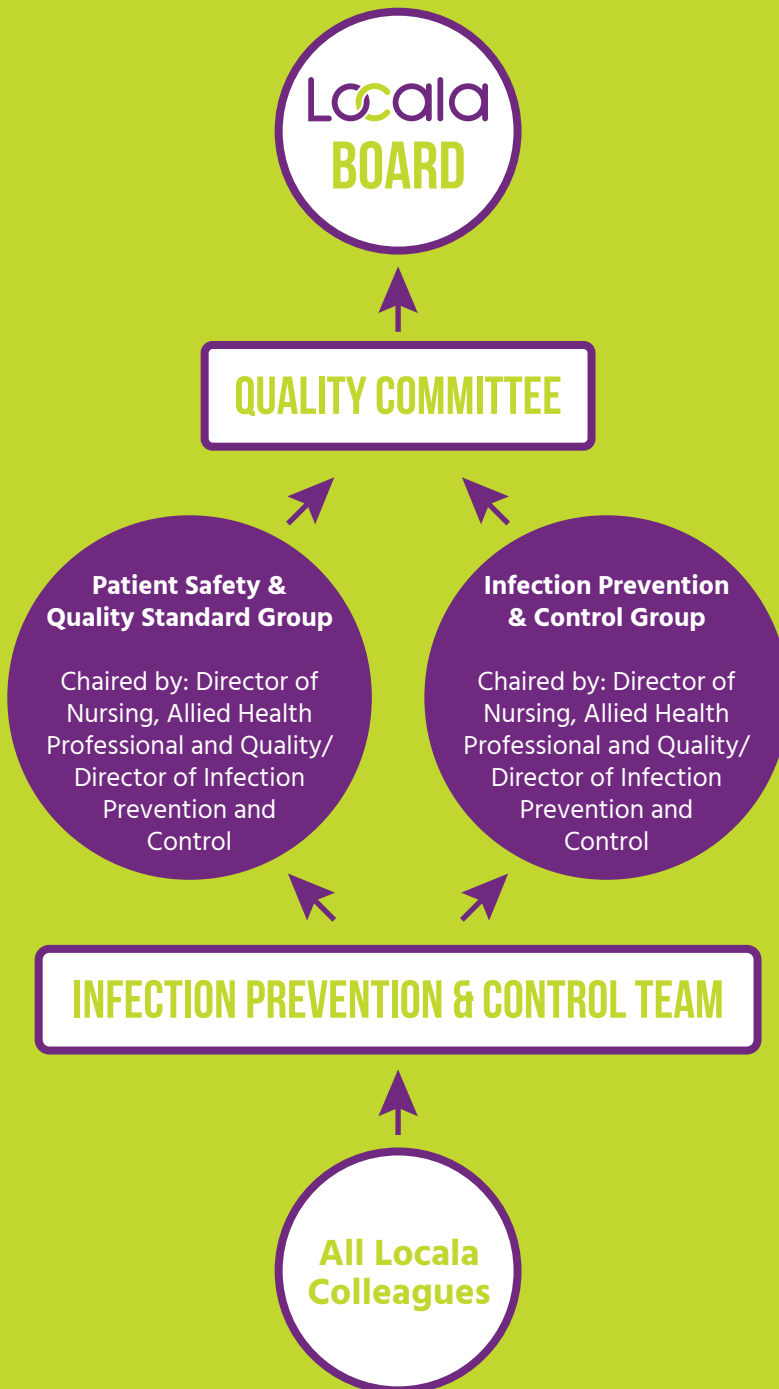 Locala
BOARD
QUALITY COMMITTEE
Patient Safety &
Quality Standard Group
Chaired by: Director of
Nursing, Allied Health
Professional and Quality/
Director of Infection
Prevention and
Control
Infection Prevention
& Control Group
Chaired by: Director of
Nursing, Allied Health
Professional and Quality/
Director of Infection
Prevention and
Control
INFECTION PREVENTION & CONTROL TEAM
All Locala
Colleagues